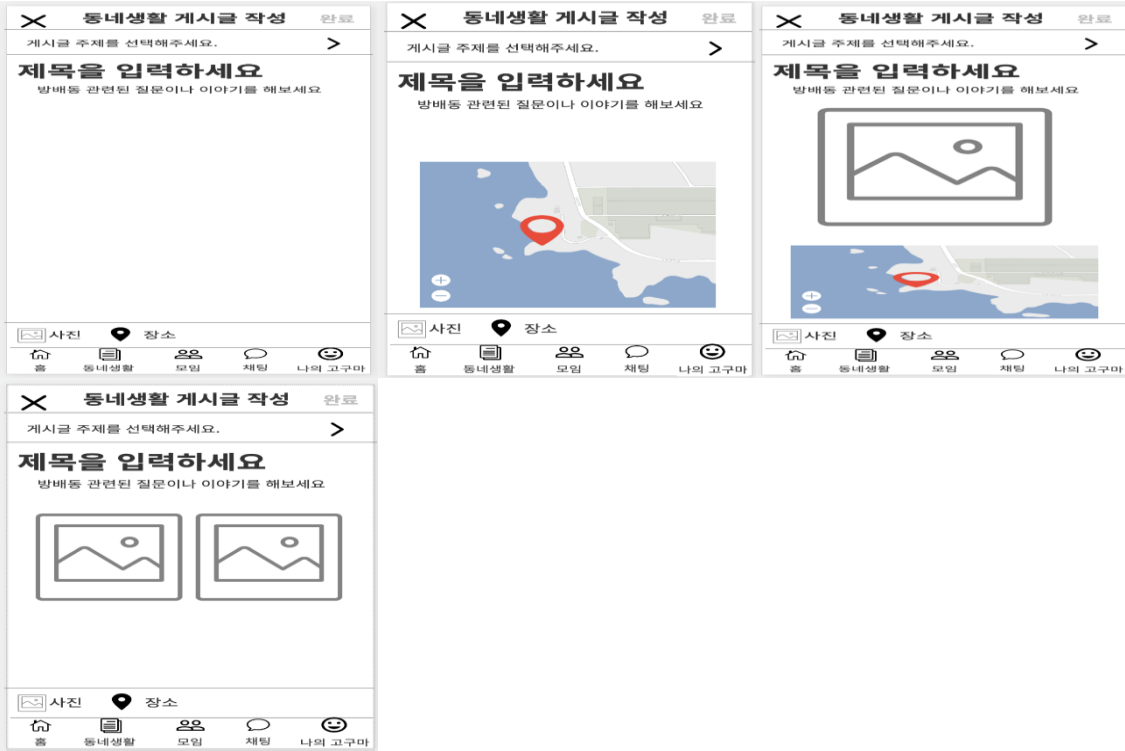 동네생활 게시글 작성 완료
게시글 주제를 선택해주세요.
제목을 입력하세요
방배동 관련된 질문이나 이야기를 해보세요
사진 장소
홈 동네생활 모임 채팅 나의 고구마
동네생활 게시글 작성 완료
게시글 주제를 선택해주세요.
제목을 입력하세요
방배동 관련된 질문이나 이야기를 해보세요
사진 장소
홈 동네생활 모임 채팅 나의 고구마
동네생활 게시글 작성 완료
게시글 주제를 선택해주세요.
제목을 입력하세요
방배동 관련된 질문이나 이야기를 해보세요
사진 장소
홈 동네생활 모임 채팅 나의 고구마
동네생활 게시글 작성 완료
게시글 주제를 선택해주세요.
제목을 입력하세요
방배동 관련된 질문이나 이야기를 해보세요
사진 장소
홈 동네생활 모임 채팅 나의 고구마